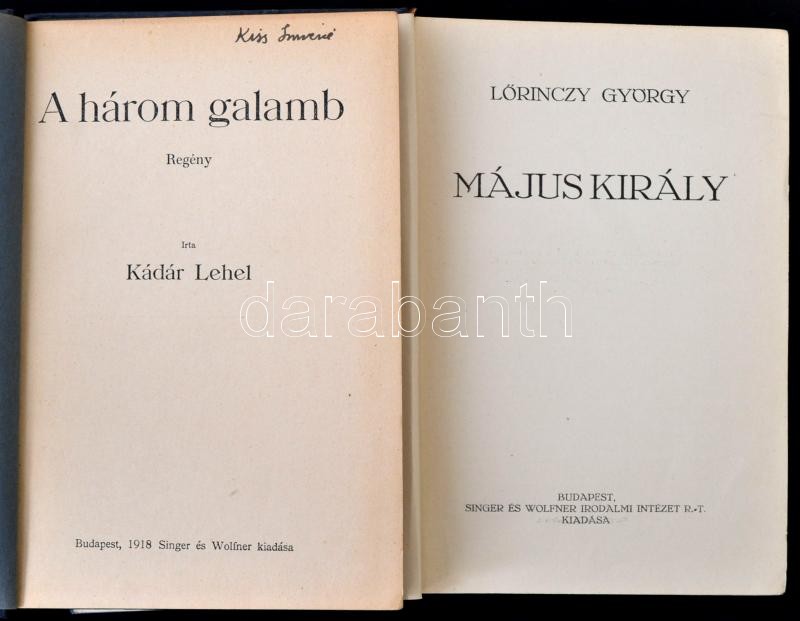 Kiss Imréné
A három galamb
Regény
Irta
Kádár Lehel
Budapest, 1918 Singer és Wolfner kiadása
LŐRINCZY GYÖRGY
MÁJUS KIRÁLY
BUDAPEST,
SINGER ÉS WOLFNER IRODALMI INTÉZET R.-T.
KIADÁSA
darabanth